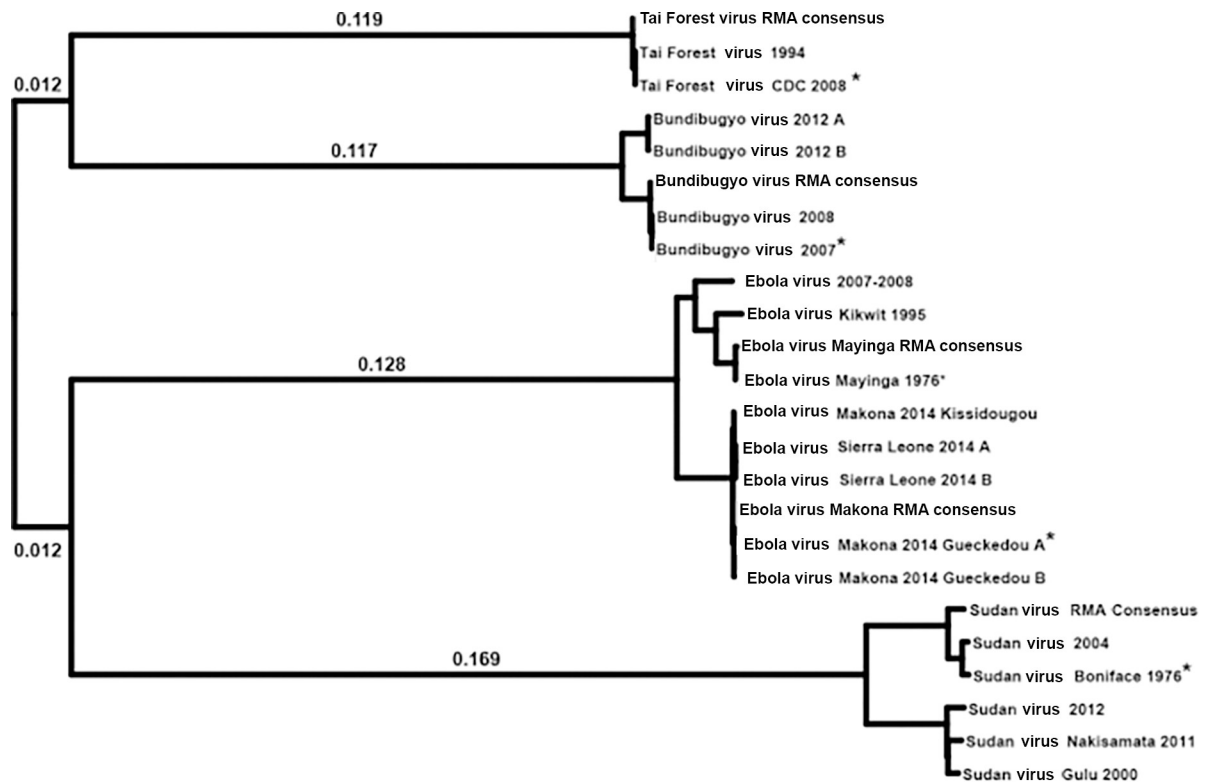 0.119
Tai Forest virus RMA consensus
Tai Forest virus 1994
0.012
Tai Forest virus CDC 2008 *
Bundibugyo virus 2012 A
0.117
Bundibugyo virus 2012 B
Bundibugyo virus RMA consensus
Bundibugyo virus 2008
Bundibugyo virus 2007*
Ebola virus 2007-2008
Ebola virus Kikwit 1995
Ebola virus Mayinga RMA consensus
0.128
Ebola virus Mayinga 1976*
Ebola virus Makona 2014 Kissidougou
Ebola virus Sierra Leone 2014 A
Ebola virus Sierra Leone 2014 B
Ebola virus Makona RMA consensus
Ebola virus Makona 2014 Gueckedou A*
0.012
Ebola virus Makona 2014 Gueckedou B
Sudan virus RMA Consensus
Sudan virus 2004
0.169
Sudan virus Boniface 1976*
Sudan virus 2012
Sudan virus Nakisamata 2011
Sudan virus Gulu 2000